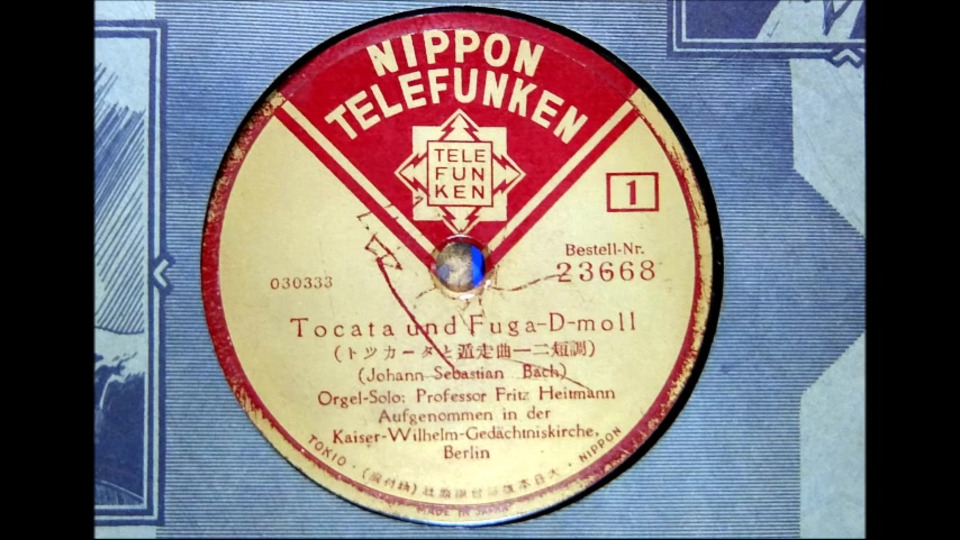 NIPPON
TELEFUNKEN
TELE
FUN
KEN
1
Bestell-Nr.
23668
030333
Tocata und Fuga-D-moll
(トッカータと遁走曲—ニ短調)
(Johann Sebastian Bach)
Orgel-Solo: Professor Fritz Heitmann
Aufgenommen in der
Kaiser-Wilhelm-Gedächtniskirche,
Berlin
TOKIO · NIPPON
MADE IN JAPAN